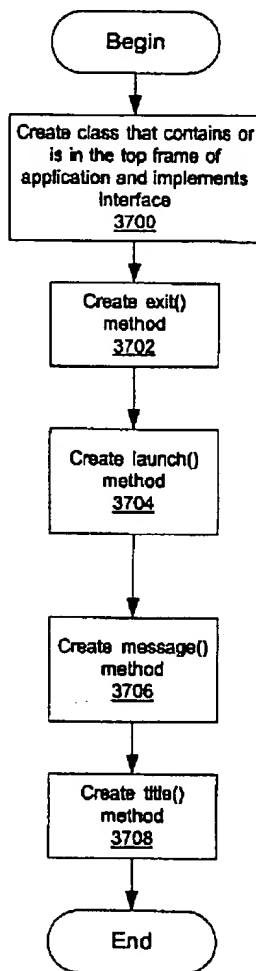 Begin
Create class that contains or
is in the top frame of
application and implements
Interface
3700
Create exit()
method
3702
Create launch()
method
3704
Create message()
method
3706
Create title()
method
3708
End